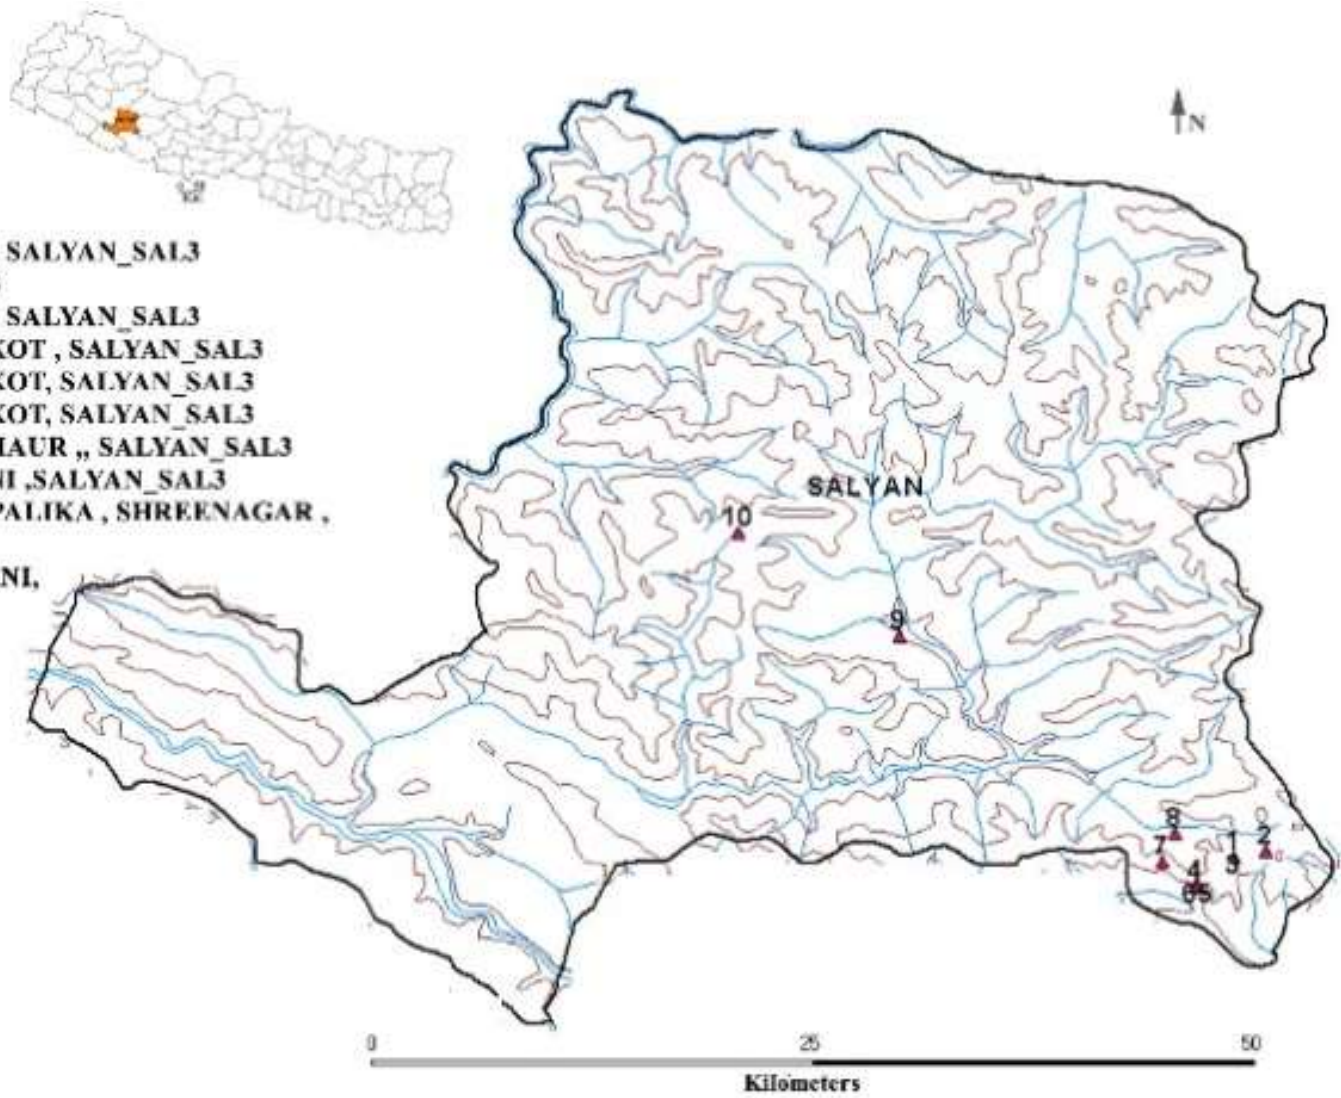 N
SALYAN_SAL3
SALYAN_SAL3
KOT , SALYAN_SAL3
KOT, SALYAN_SAL3
KOT, SALYAN_SAL3
HAUR ,, SALYAN_SAL3
NI ,SALYAN_SAL3
PALIKA , SHREENAGAR ,
NI,
SALYAN
10
9
8
7
1
2
3
4
6 5
0 25 50
Kilometers